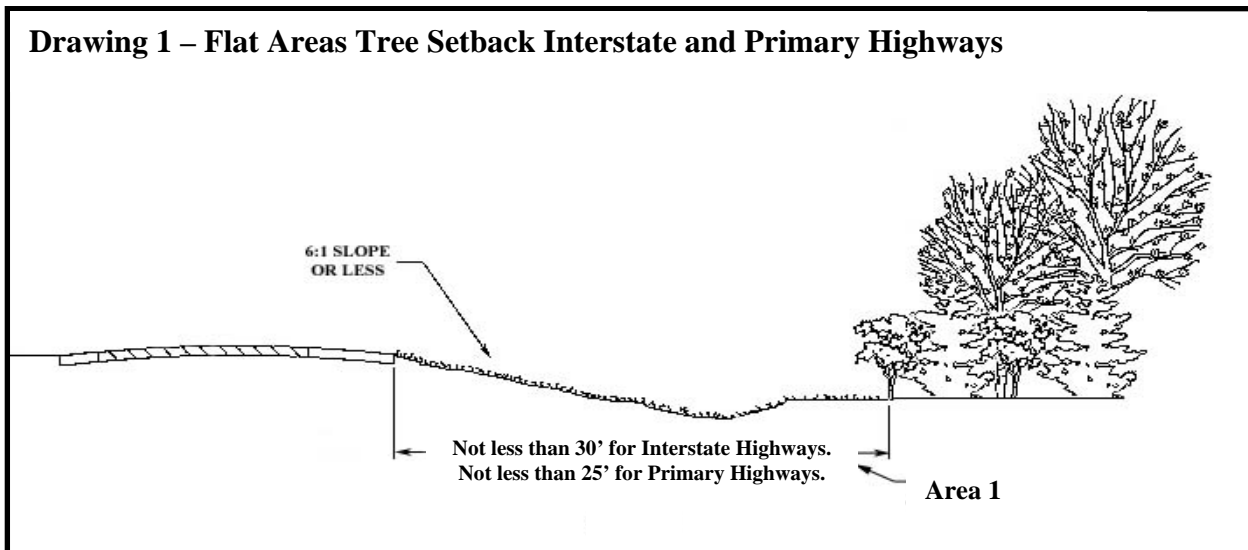 Drawing 1 – Flat Areas Tree Setback Interstate and Primary Highways
6:1 SLOPE
OR LESS
Not less than 30’ for Interstate Highways.
Not less than 25’ for Primary Highways.
Area 1